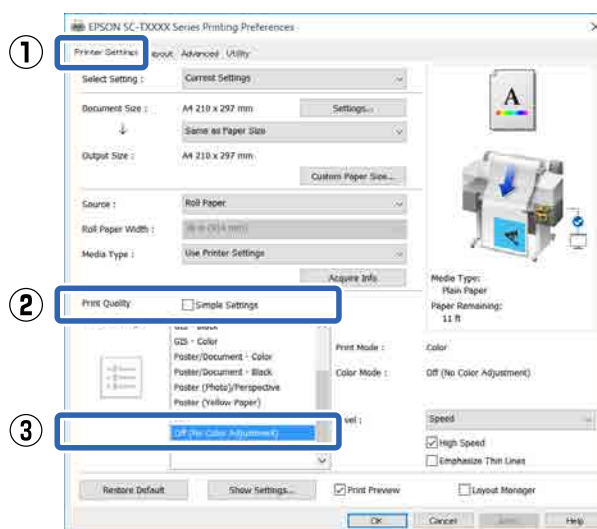 EPSON SC-TXXXX Series Printing Preferences
①
Printer Settings Layout Advanced Utility
Select Setting : Current Settings
Document Size : A4 210 x 297 mm Settings...
Same as Paper Size
Output Size : A4 210 x 297 mm
Custom Paper Size...
A
Source : Roll Paper
Roll Paper Width :
Media Type : Use Printer Settings
Acquire Info
Media Type:
Plain Paper
Paper Remaining:
11 ft
②
Print Quality Simple Settings
GIS - Color
Poster/Document - Color
Poster/Document - Black
Poster (Photo)/Perspective
Poster (Yellow Paper)
Print Mode : Color
Color Mode : Off (No Color Adjustment)
③
Off (No Color Adjustment)
vel : Speed
High Speed
Emphasize Thin Lines
Restore Default Show Settings... Print Preview Layout Manager
OK Cancel Help